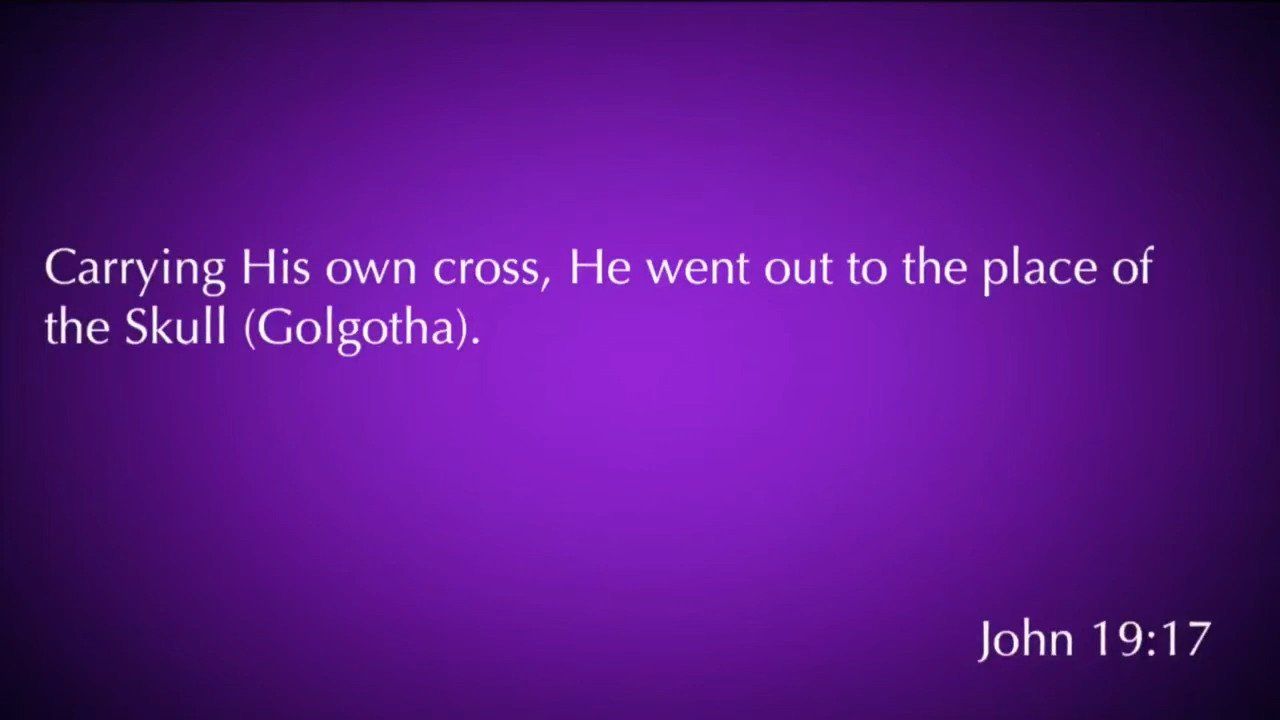 Carrying His own cross, He went out to the place of
the Skull (Golgotha).
John 19:17